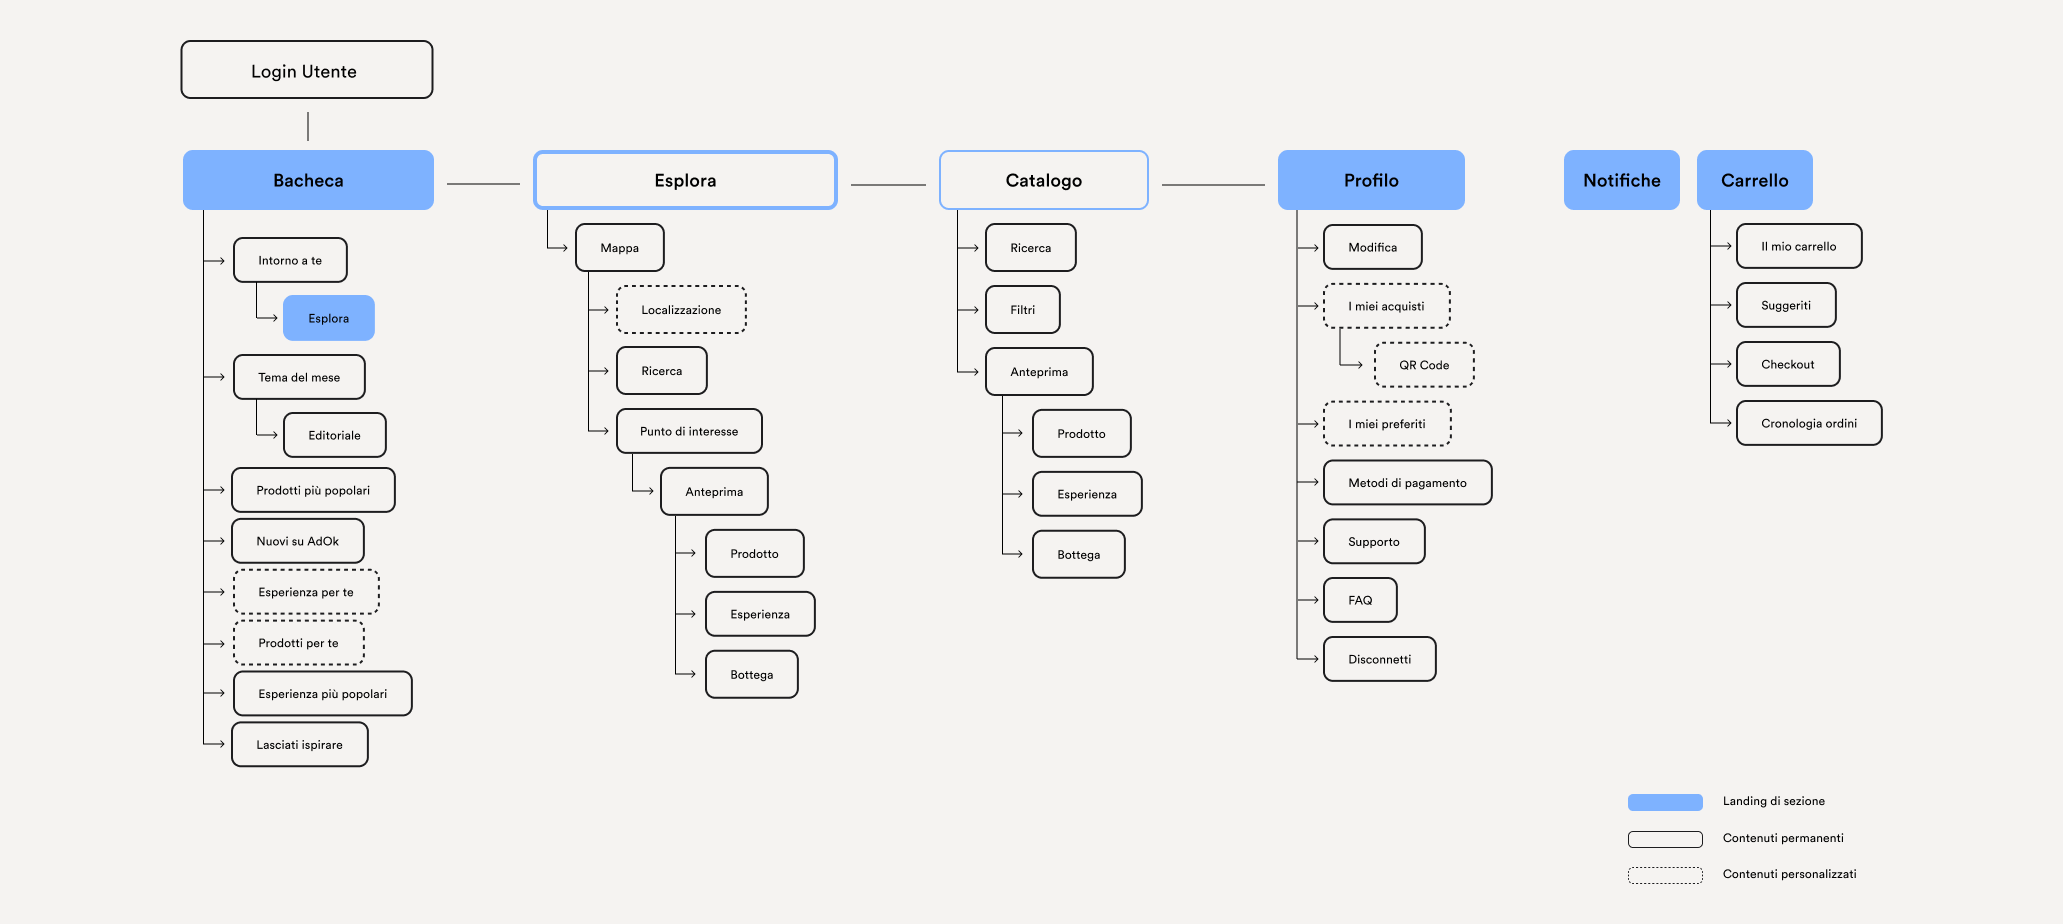 Login Utente
Bacheca
Intorno a te
Esplora
Tema del mese
Editoriale
Prodotti più popolari
Nuovi su AdOk
Esperienza per te
Prodotti per te
Esperienza più popolari
Lasciati ispirare
Esplora
Mappa
Localizzazione
Ricerca
Punto di interesse
Anteprima
Prodotto
Esperienza
Bottega
Catalogo
Ricerca
Filtri
Anteprima
Prodotto
Esperienza
Bottega
Profilo
Modifica
I miei acquisti
QR Code
I miei preferiti
Metodi di pagamento
Supporto
FAQ
Disconnetti
Notifiche
Carrello
Il mio carrello
Suggeriti
Checkout
Cronologia ordini
Landing di sezione
Contenuti permanenti
Contenuti personalizzati